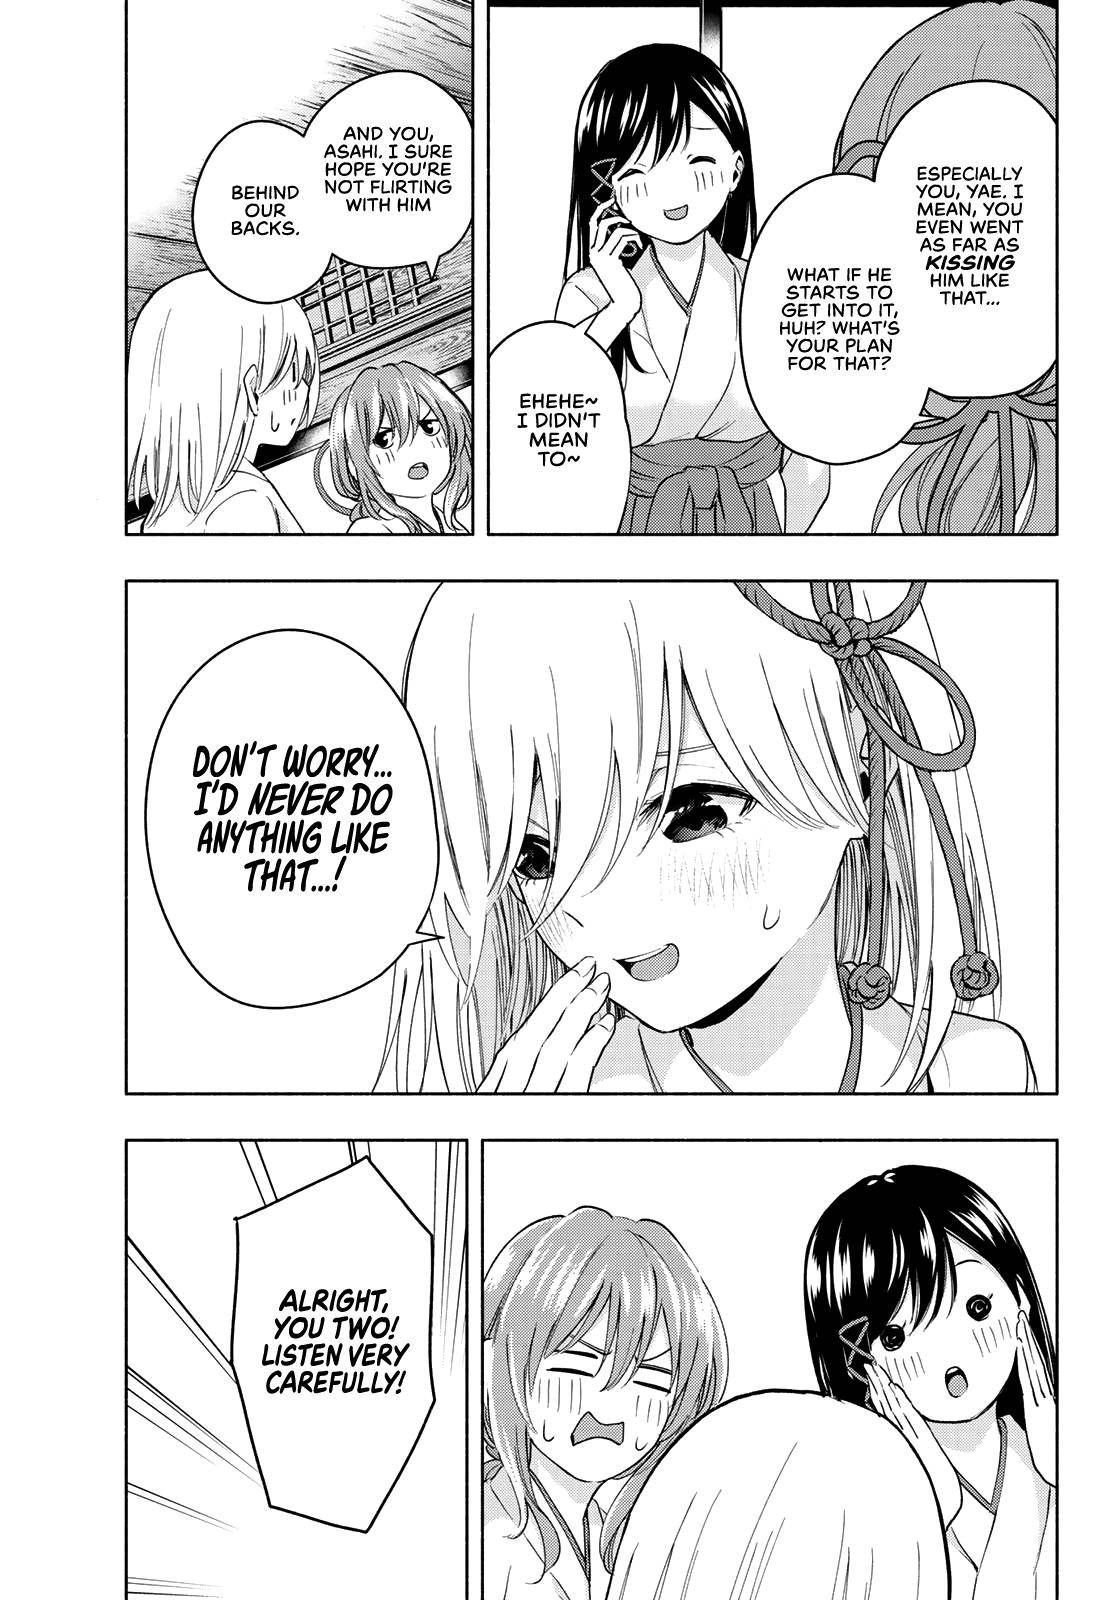 ESPECIALLY
YOU, YAE. I
MEAN, YOU
EVEN WENT
AS FAR AS
KISSING
HIM LIKE
THAT...
WHAT IF HE
STARTS TO
GET INTO IT,
HUH? WHAT'S
YOUR PLAN
FOR THAT?
EHEHE~
I DIDN'T
MEAN
TO~
AND YOU,
ASAHI. I SURE
HOPE YOU'RE
NOT FLIRTING
WITH HIM
BEHIND
OUR
BACKS.
DON'T WORRY...
I'D NEVER DO
ANYTHING LIKE
THAT...!
ALRIGHT,
YOU TWO!
LISTEN VERY
CAREFULLY!